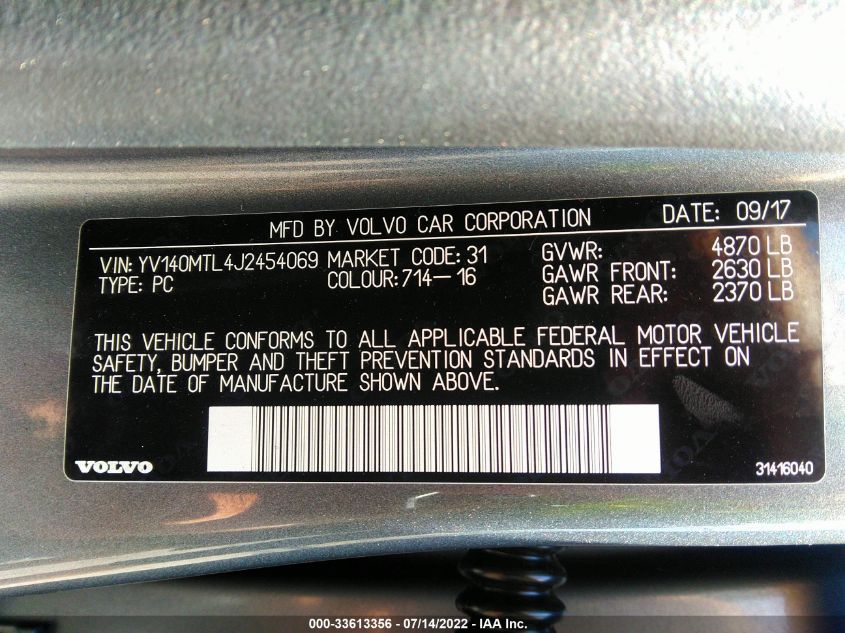 MFD BY VOLVO CAR CORPORATION DATE: 09/17
VIN: YV140MTL4J2454069 MARKET CODE: 31 GVWR: 4870 LB
TYPE: PC COLOUR: 714-16 GAWR FRONT: 2630 LB
GAWR REAR: 2370 LB
THIS VEHICLE CONFORMS TO ALL APPLICABLE FEDERAL MOTOR VEHICLE
SAFETY, BUMPER AND THEFT PREVENTION STANDARDS IN EFFECT ON
THE DATE OF MANUFACTURE SHOWN ABOVE.
VOLVO 31416040
000-33613356 - 07/14/2022 - IAA Inc.